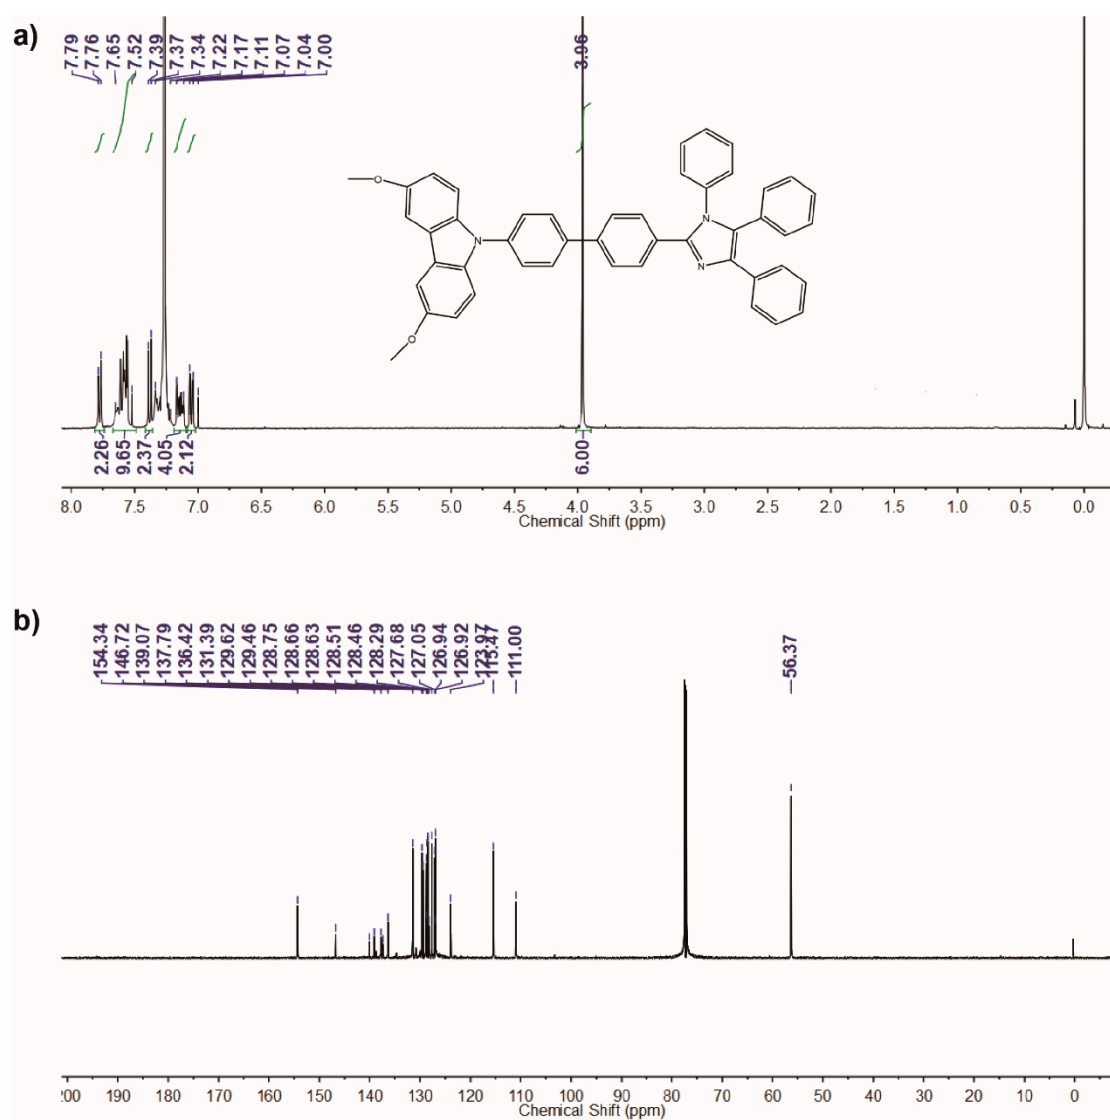 a)
7.79 7.76 7.65 7.52 7.39 7.37 7.34 7.22 7.17 7.11 7.07 7.04 7.00 3.96
O N N N O
2.26 9.65 2.37 4.05 2.12 6.00
8.0 7.5 7.0 6.5 6.0 5.5 5.0 4.5 4.0 3.5 3.0 2.5 2.0 1.5 1.0 0.5 0.0
Chemical Shift (ppm)
b)
154.34 146.72 139.07 137.79 136.42 131.39 129.62 129.46 128.75 128.66 128.63 128.51 128.46 128.29 127.68 127.05 126.94 126.92 123.97 115.47 111.00 56.37
200 190 180 170 160 150 140 130 120 110 100 90 80 70 60 50 40 30 20 10 0
Chemical Shift (ppm)